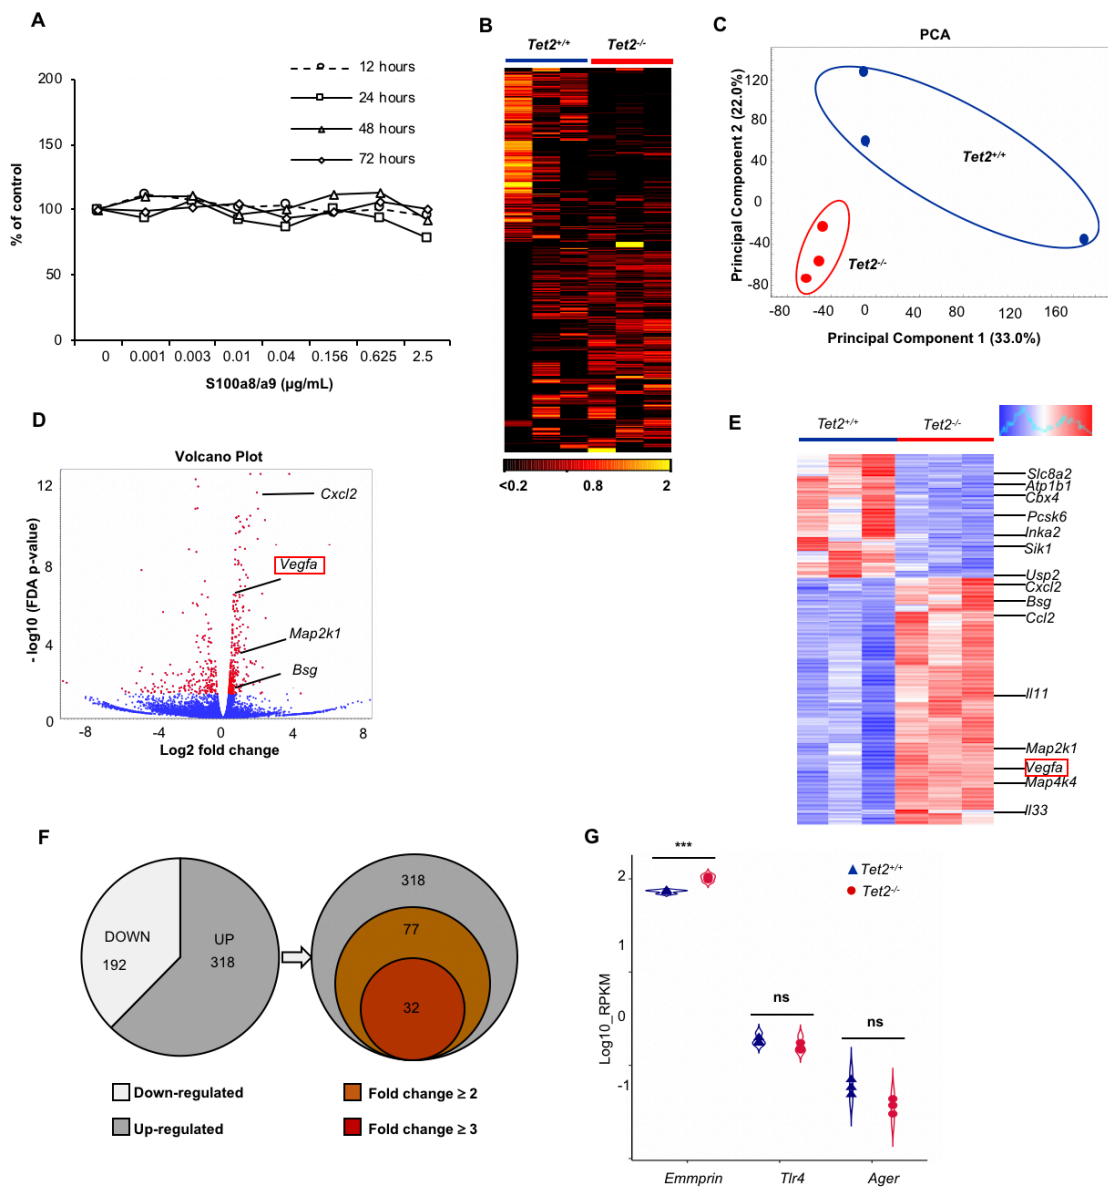 A
200
150
100
50
0
% of control
12 hours
24 hours
48 hours
72 hours
0 0.001 0.003 0.01 0.04 0.156 0.625 2.5
S100a8/a9 (µg/mL)
B
Tet2+/+ Tet2-/-
<0.2 0.8 2
C
PCA
120
80
40
0
-40
-80
Principal Component 2 (22.0%)
Tet2+/+
Tet2-/-
-80 -40 0 40 80 120 160
Principal Component 1 (33.0%)
D
Volcano Plot
12
8
4
0
- log10 (FDA p-value)
Cxcl2
Vegfa
Map2k1
Bsg
-8 -4 0 4 8
Log2 fold change
E
Tet2+/+ Tet2-/-
Slc8a2
Atp1b1
Cbx4
Pcsk6
Inka2
Sik1
Usp2
Cxcl2
Bsg
Ccl2
Il11
Map2k1
Vegfa
Map4k4
Il33
F
DOWN
192
UP
318
318
77
32
Down-regulated
Up-regulated
Fold change ≥ 2
Fold change ≥ 3
G
***
Tet2+/+
Tet2-/-
2
1
0
-1
Log10_RPKM
ns
ns
Emmprin Tlr4 Ager